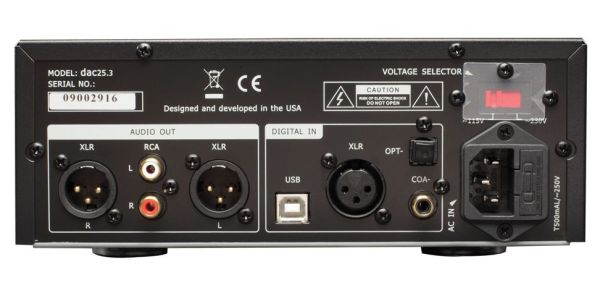 MODEL: dac25.3
SERIAL NO.:
09002916
Designed and developed in the USA
CE
CAUTION
RISK OF ELECTRIC SHOCK
DO NOT OPEN
VOLTAGE SELECTOR
~115V ~230V
AUDIO OUT
XLR RCA XLR
L
R
R L
DIGITAL IN
USB
XLR
OPT-
COA-
AC IN
T500mAL/~250V